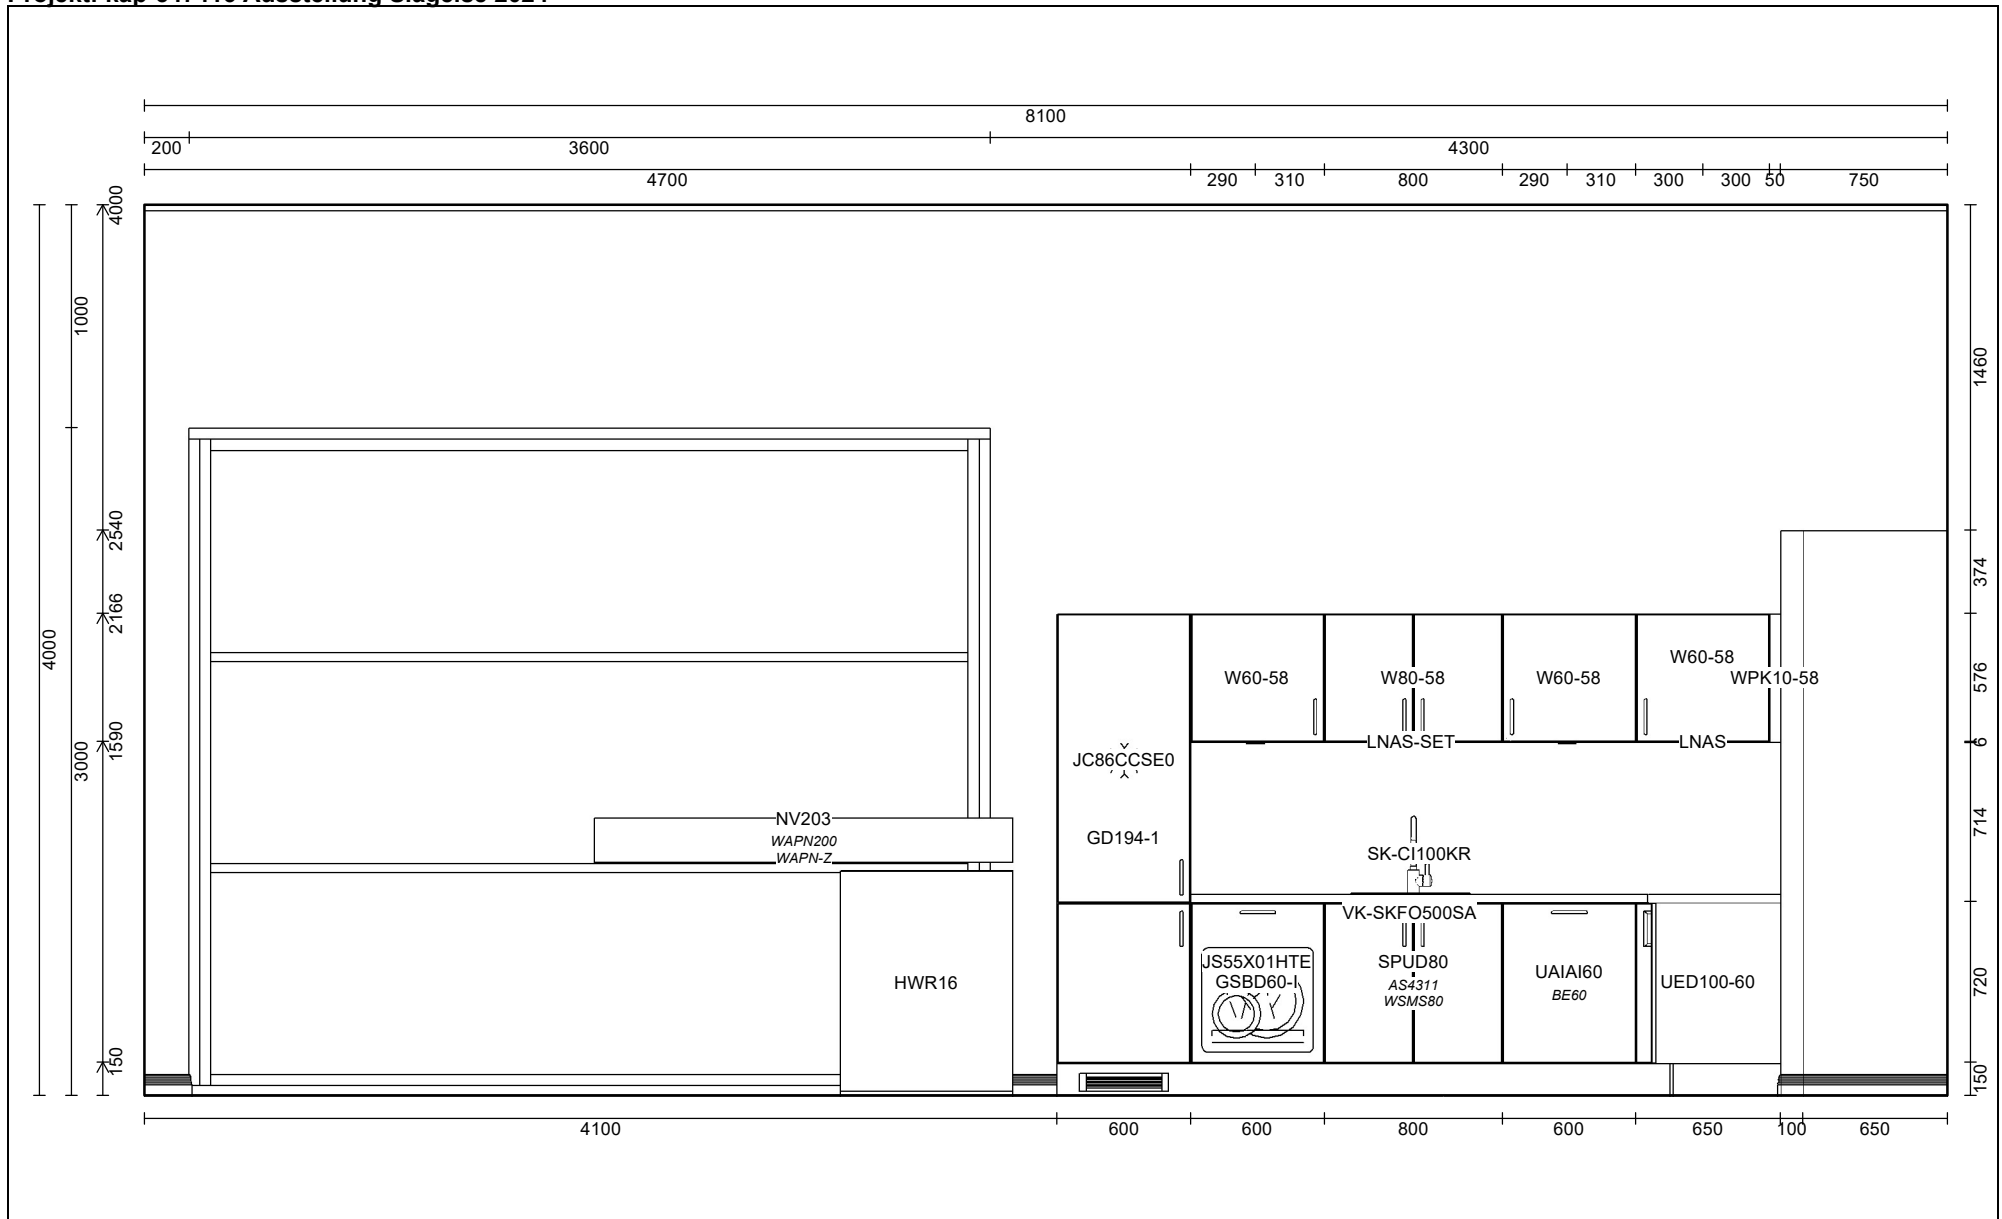 8100
200 3600 4300
4700 290 310 800 290 310 300 300 50 750
4000
1000
1460
2540
374
2166
4000
576
W60-58
W60-58 W80-58 W60-58 WPK10-58
1590
3000
6
LNAS-SET LNAS
JC86CCSE0
NV203
714
WAPN200
GD194-1
WAPN-Z
SK-CI100KR
VK-SKFO500SA
JS55X01HTE SPUD80
UAIAI60
HWR16 GSBD60-I AS4311 UED100-60 720
BE60
WSMS80
150 150
4100 600 600 800 600 650 100 650